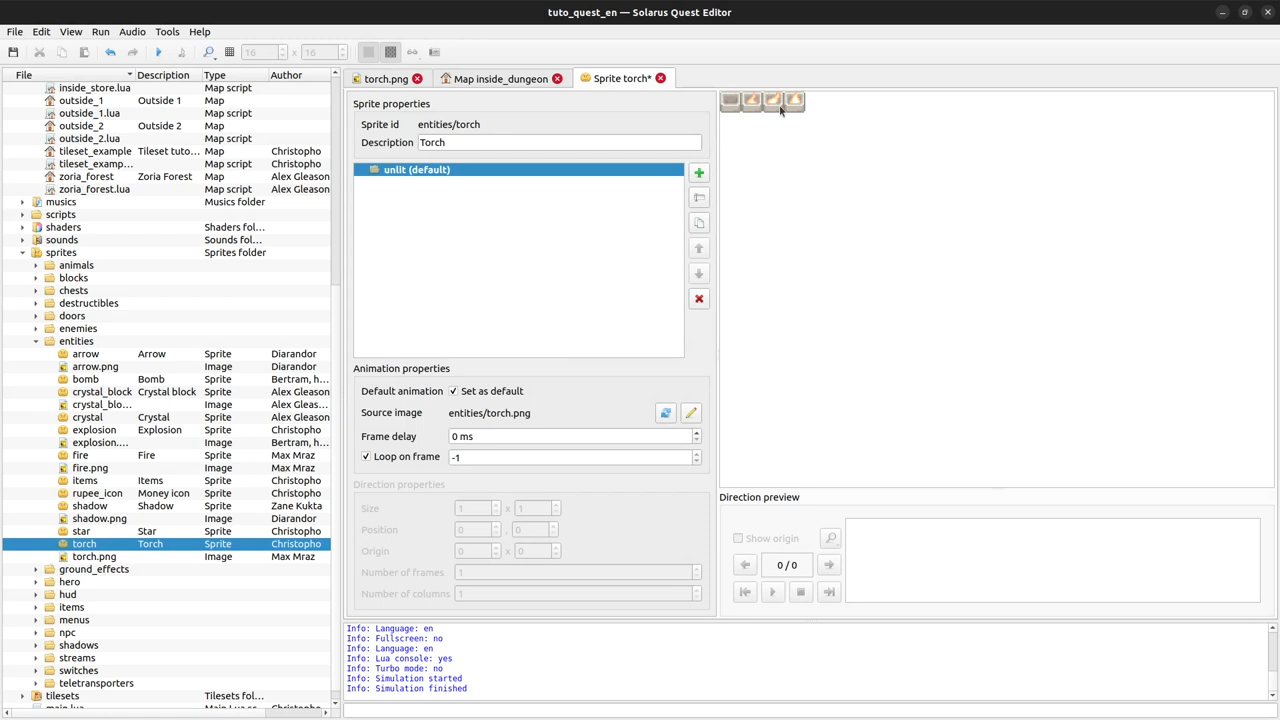 tuto_quest_en — Solarus Quest Editor
File Edit View Run Audio Tools Help
16 x 16
File Description Type Author
inside_store.lua Map script
outside_1 Outside 1 Map
outside_1.lua Map script
outside_2 Outside 2 Map
outside_2.lua Map script
tileset_example Tileset tuto... Map Christopho
tileset_examp... Map script Christopho
zoria_forest Zoria Forest Map Alex Gleason
zoria_forest.lua Map script Alex Gleason
musics Musics folder
scripts
shaders Shaders fol...
sounds Sounds fol...
sprites Sprites folder
animals
blocks
chests
destructibles
doors
enemies
entities
arrow Arrow Sprite Diarandor
arrow.png Image Diarandor
bomb Bomb Sprite Bertram, h...
crystal_block Crystal block Sprite Alex Gleason
crystal_blo... Image Alex Gleas...
crystal Crystal Sprite Alex Gleason
explosion Explosion Sprite Christopho
explosion.... Image Bertram, h...
fire Fire Sprite Max Mraz
fire.png Image Max Mraz
items Items Sprite Christopho
rupee_icon Money icon Sprite Christopho
shadow Shadow Sprite Zane Kukta
shadow.png Image Diarandor
star Star Sprite Christopho
torch Torch Sprite Christopho
torch.png Image Max Mraz
ground_effects
hero
hud
items
menus
npc
shadows
streams
switches
teletransporters
tilesets Tilesets fol...
torch.png Map inside_dungeon Sprite torch*
Sprite properties
Sprite id entities/torch
Description Torch
unlit (default)
Animation properties
Default animation Set as default
Source image entities/torch.png
Frame delay 0 ms
Loop on frame -1
Direction properties
Size 1 x 1
Position 0 , 0
Origin 0 x 0
Number of frames 1
Number of columns 1
Direction preview
Show origin
0 / 0
Info: Language: en
Info: Fullscreen: no
Info: Language: en
Info: Lua console: yes
Info: Turbo mode: no
Info: Simulation started
Info: Simulation finished